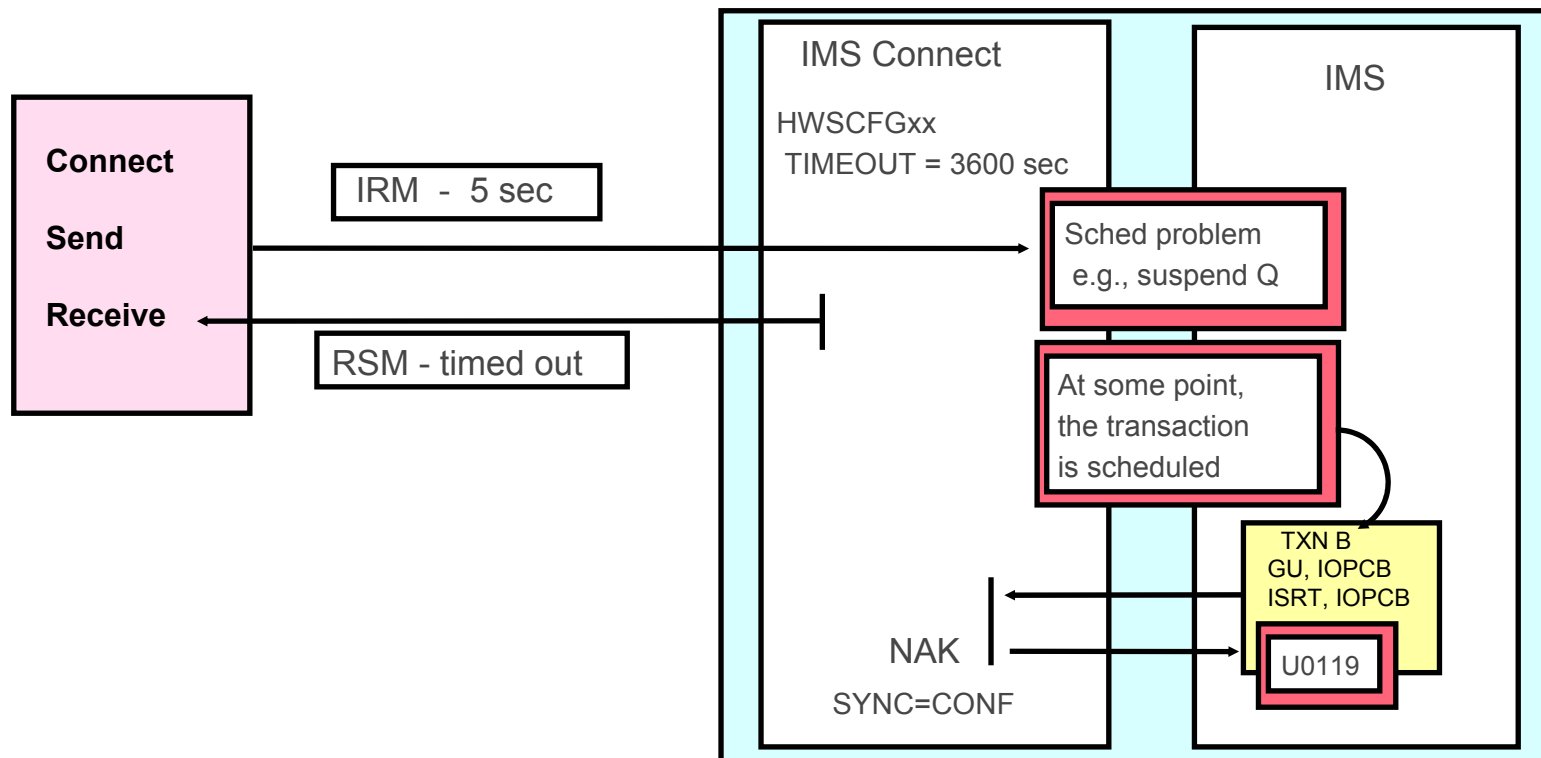 Connect
Send
Receive
IRM - 5 sec
RSM - timed out
IMS Connect
HWSCFGxx
TIMEOUT = 3600 sec
IMS
Sched problem
e.g., suspend Q
At some point,
the transaction
is scheduled
TXN B
GU, IOPCB
ISRT, IOPCB
NAK
SYNC=CONF
U0119